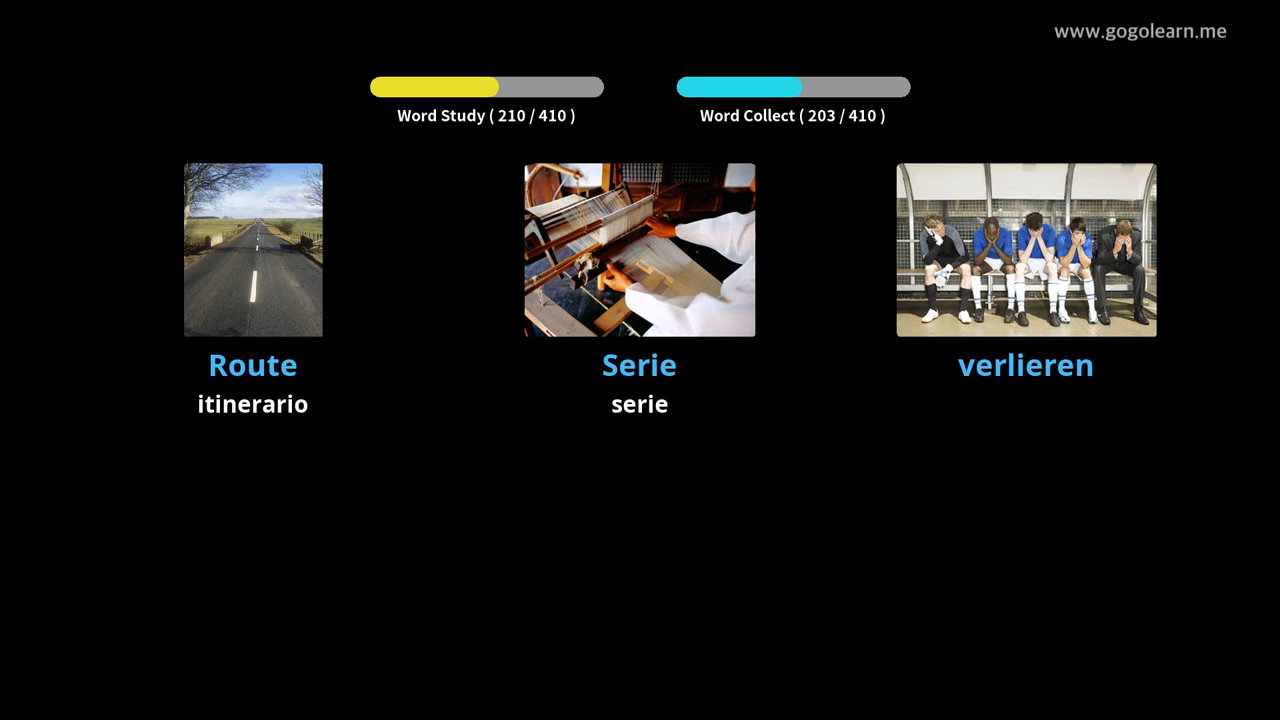 www.gogolearn.me
Word Study ( 210 / 410 )
Word Collect ( 203 / 410 )
Route
itinerario
Serie
serie
verlieren